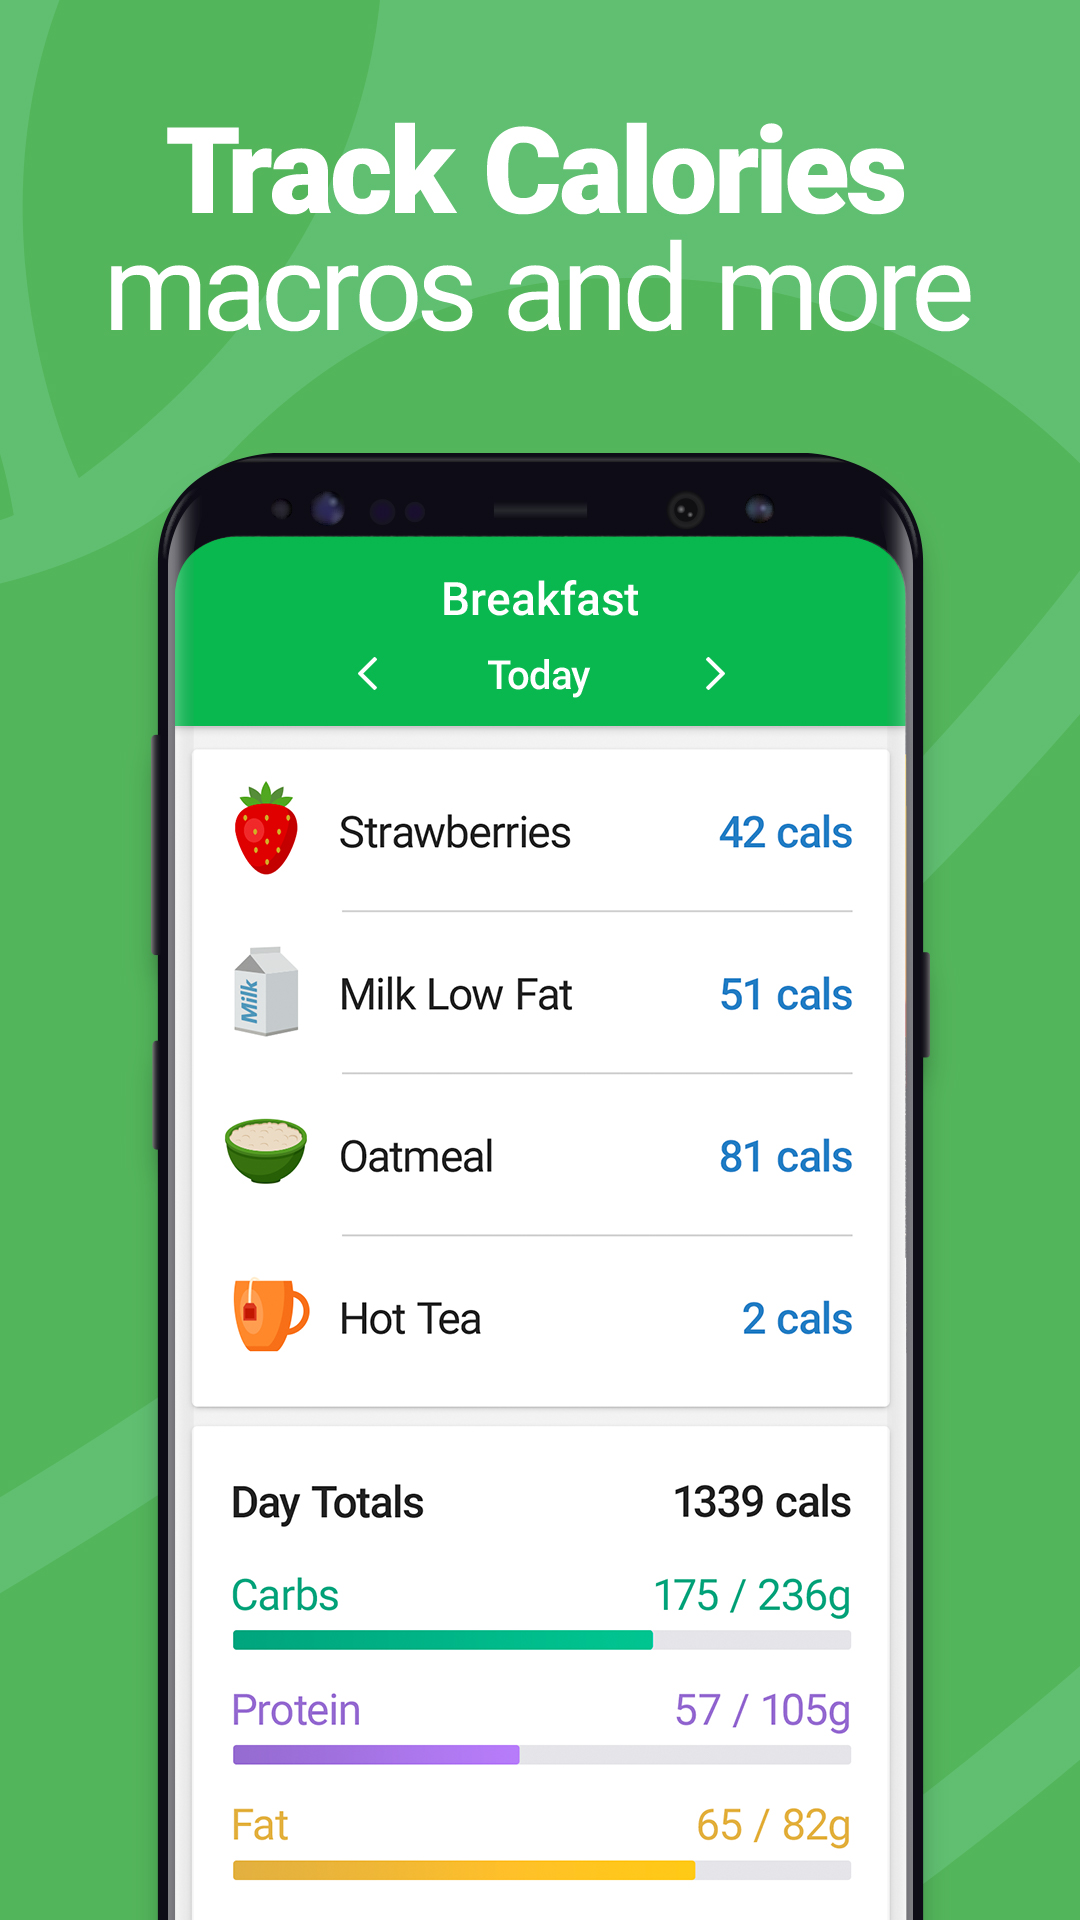 Track Calories
macros and more
Breakfast
Today
Strawberries 42 cals
Milk
Milk Low Fat 51 cals
Oatmeal 81 cals
Hot Tea 2 cals
Day Totals 1339 cals
Carbs 175 / 236g
Protein 57 / 105g
Fat 65 / 82g